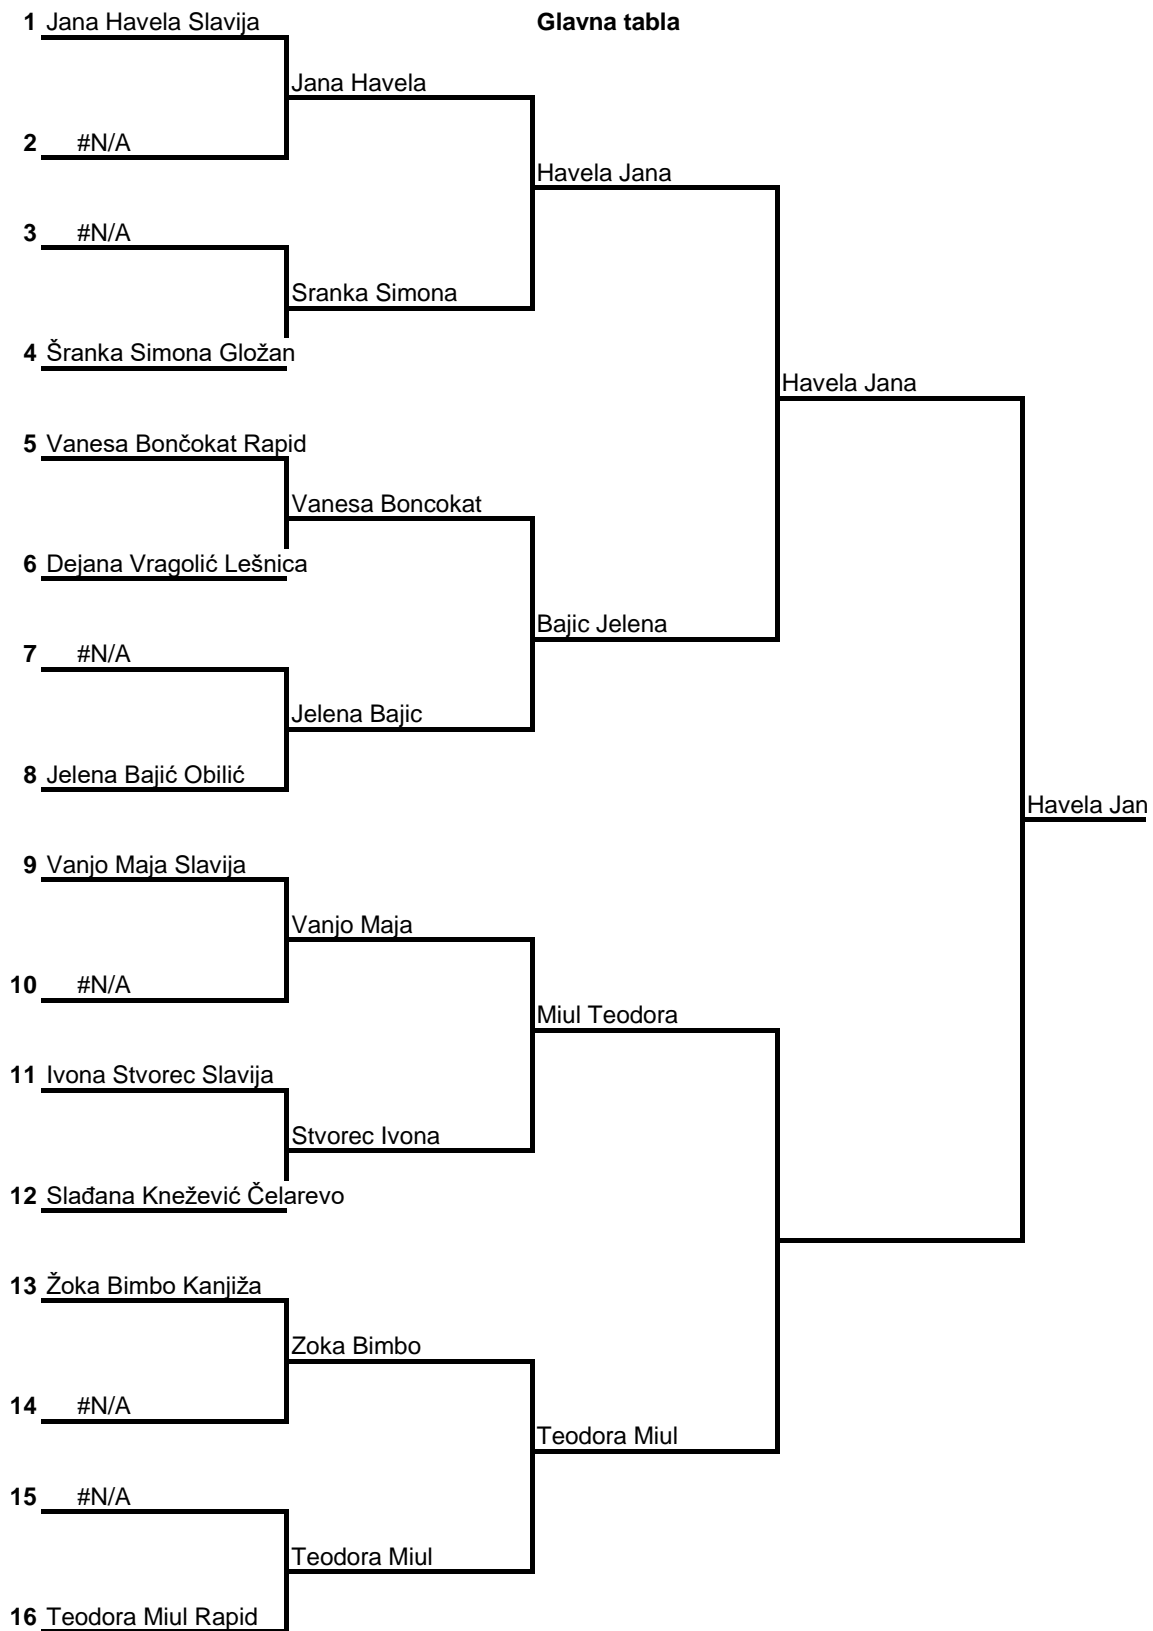 1 Jana Havela Slavija
Glavna tabla
Jana Havela
2 #N/A
Havela Jana
3 #N/A
Sranka Simona
4 Šranka Simona Gložan
Havela Jana
5 Vanesa Bončokat Rapid
Vanesa Boncokat
6 Dejana Vragolić Lešnica
Bajic Jelena
7 #N/A
Jelena Bajic
8 Jelena Bajić Obilić
Havela Jan
9 Vanjo Maja Slavija
Vanjo Maja
10 #N/A
Miul Teodora
11 Ivona Stvorec Slavija
Stvorec Ivona
12 Slađana Knežević Čelarevo
13 Žoka Bimbo Kanjiža
Zoka Bimbo
14 #N/A
Teodora Miul
15 #N/A
Teodora Miul
16 Teodora Miul Rapid